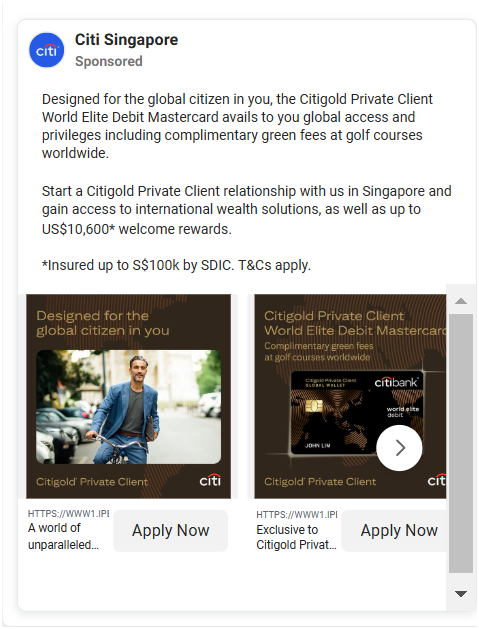 Citi Singapore
Sponsored
Designed for the global citizen in you, the Citigold Private Client
World Elite Debit Mastercard avails to you global access and
privileges including complimentary green fees at golf courses
worldwide.
Start a Citigold Private Client relationship with us in Singapore and
gain access to international wealth solutions, as well as up to
US$10,600* welcome rewards.
*Insured up to S$100k by SDIC. T&Cs apply.
Designed for the
global citizen in you
Citigold® Private Client
citi
HTTPS://WWW1.IPB
A world of
unparalleled...
Apply Now
Citigold Private Client
World Elite Debit Mastercard
Complimentary green fees
at golf courses worldwide
Citigold Private Client
GLOBAL WALLET
citibank
world elite
debit
JOHN LIM
Citigold® Private Client
cit
HTTPS://WWW1.IPB
Exclusive to
Citigold Privat...
Apply Now